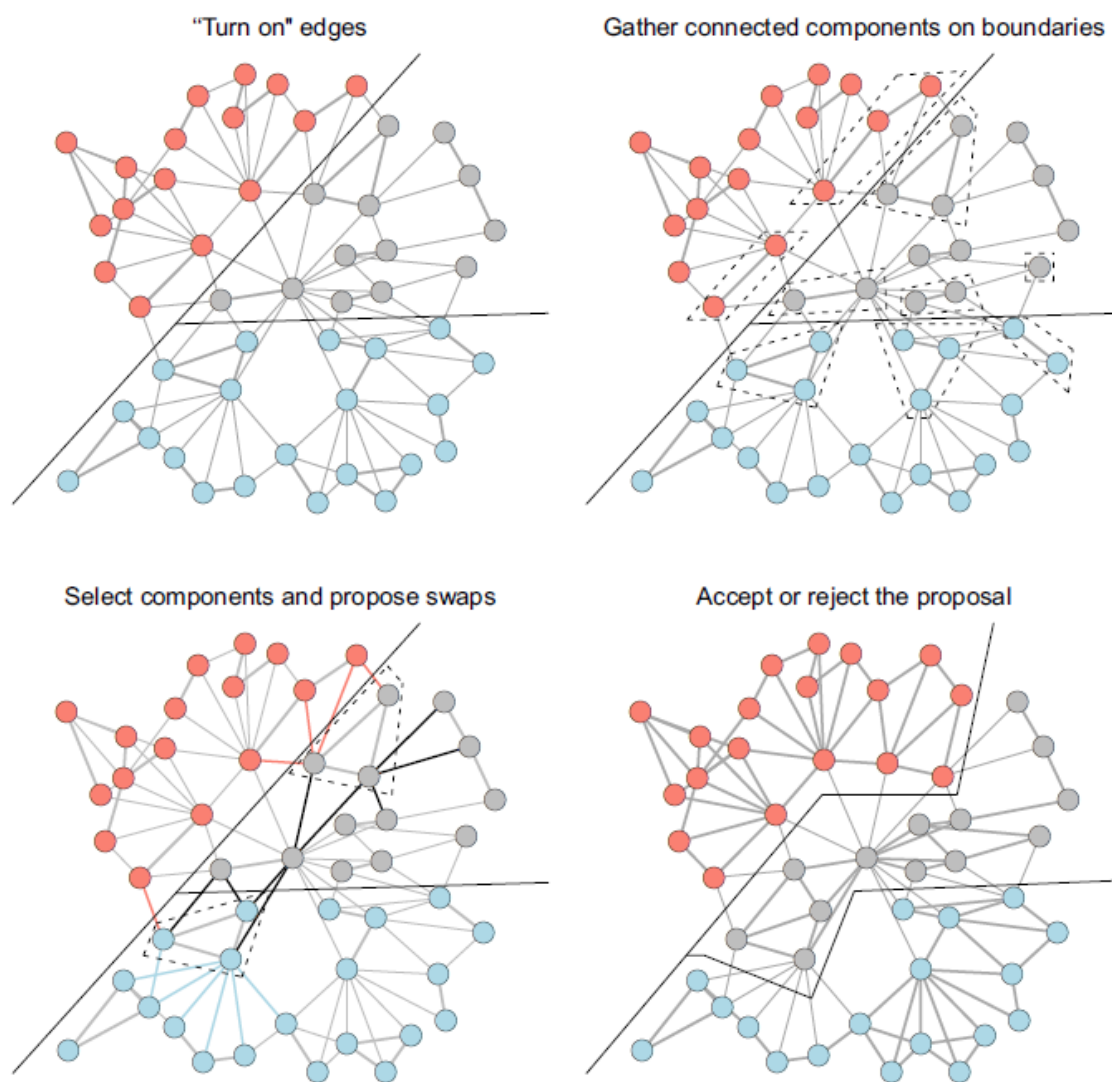 “Turn on" edges
Gather connected components on boundaries
Select components and propose swaps
Accept or reject the proposal